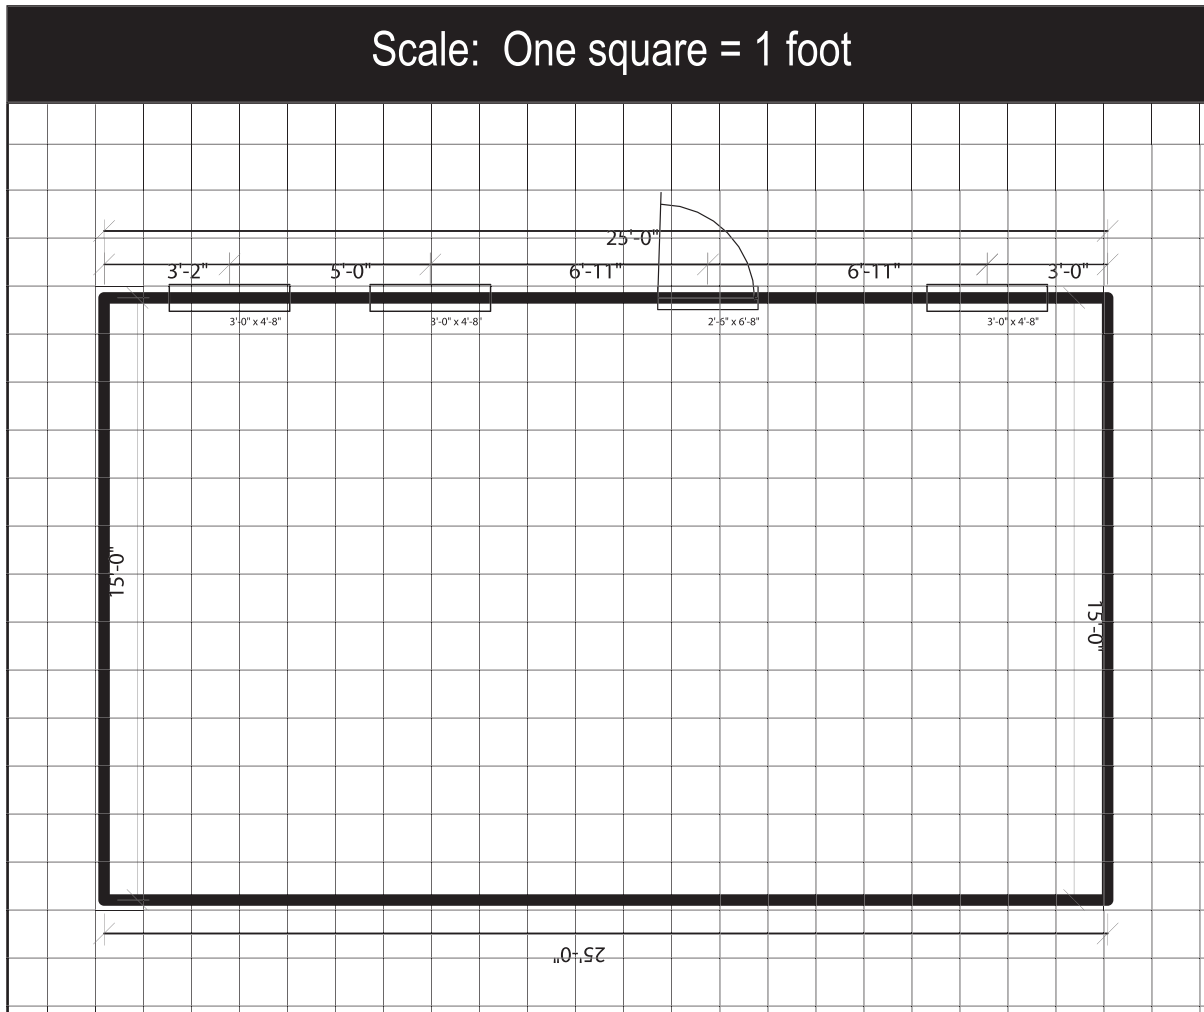 Scale:  One square = 1 foot
25'-0"
3'-2" 5'-0" 6'-11" 6'-11" 3'-0"
3'-0" x 4'-8" 3'-0" x 4'-8" 2'-6" x 6'-8" 3'-0" x 4'-8"
15'-0"
15'-0"
25'-0"